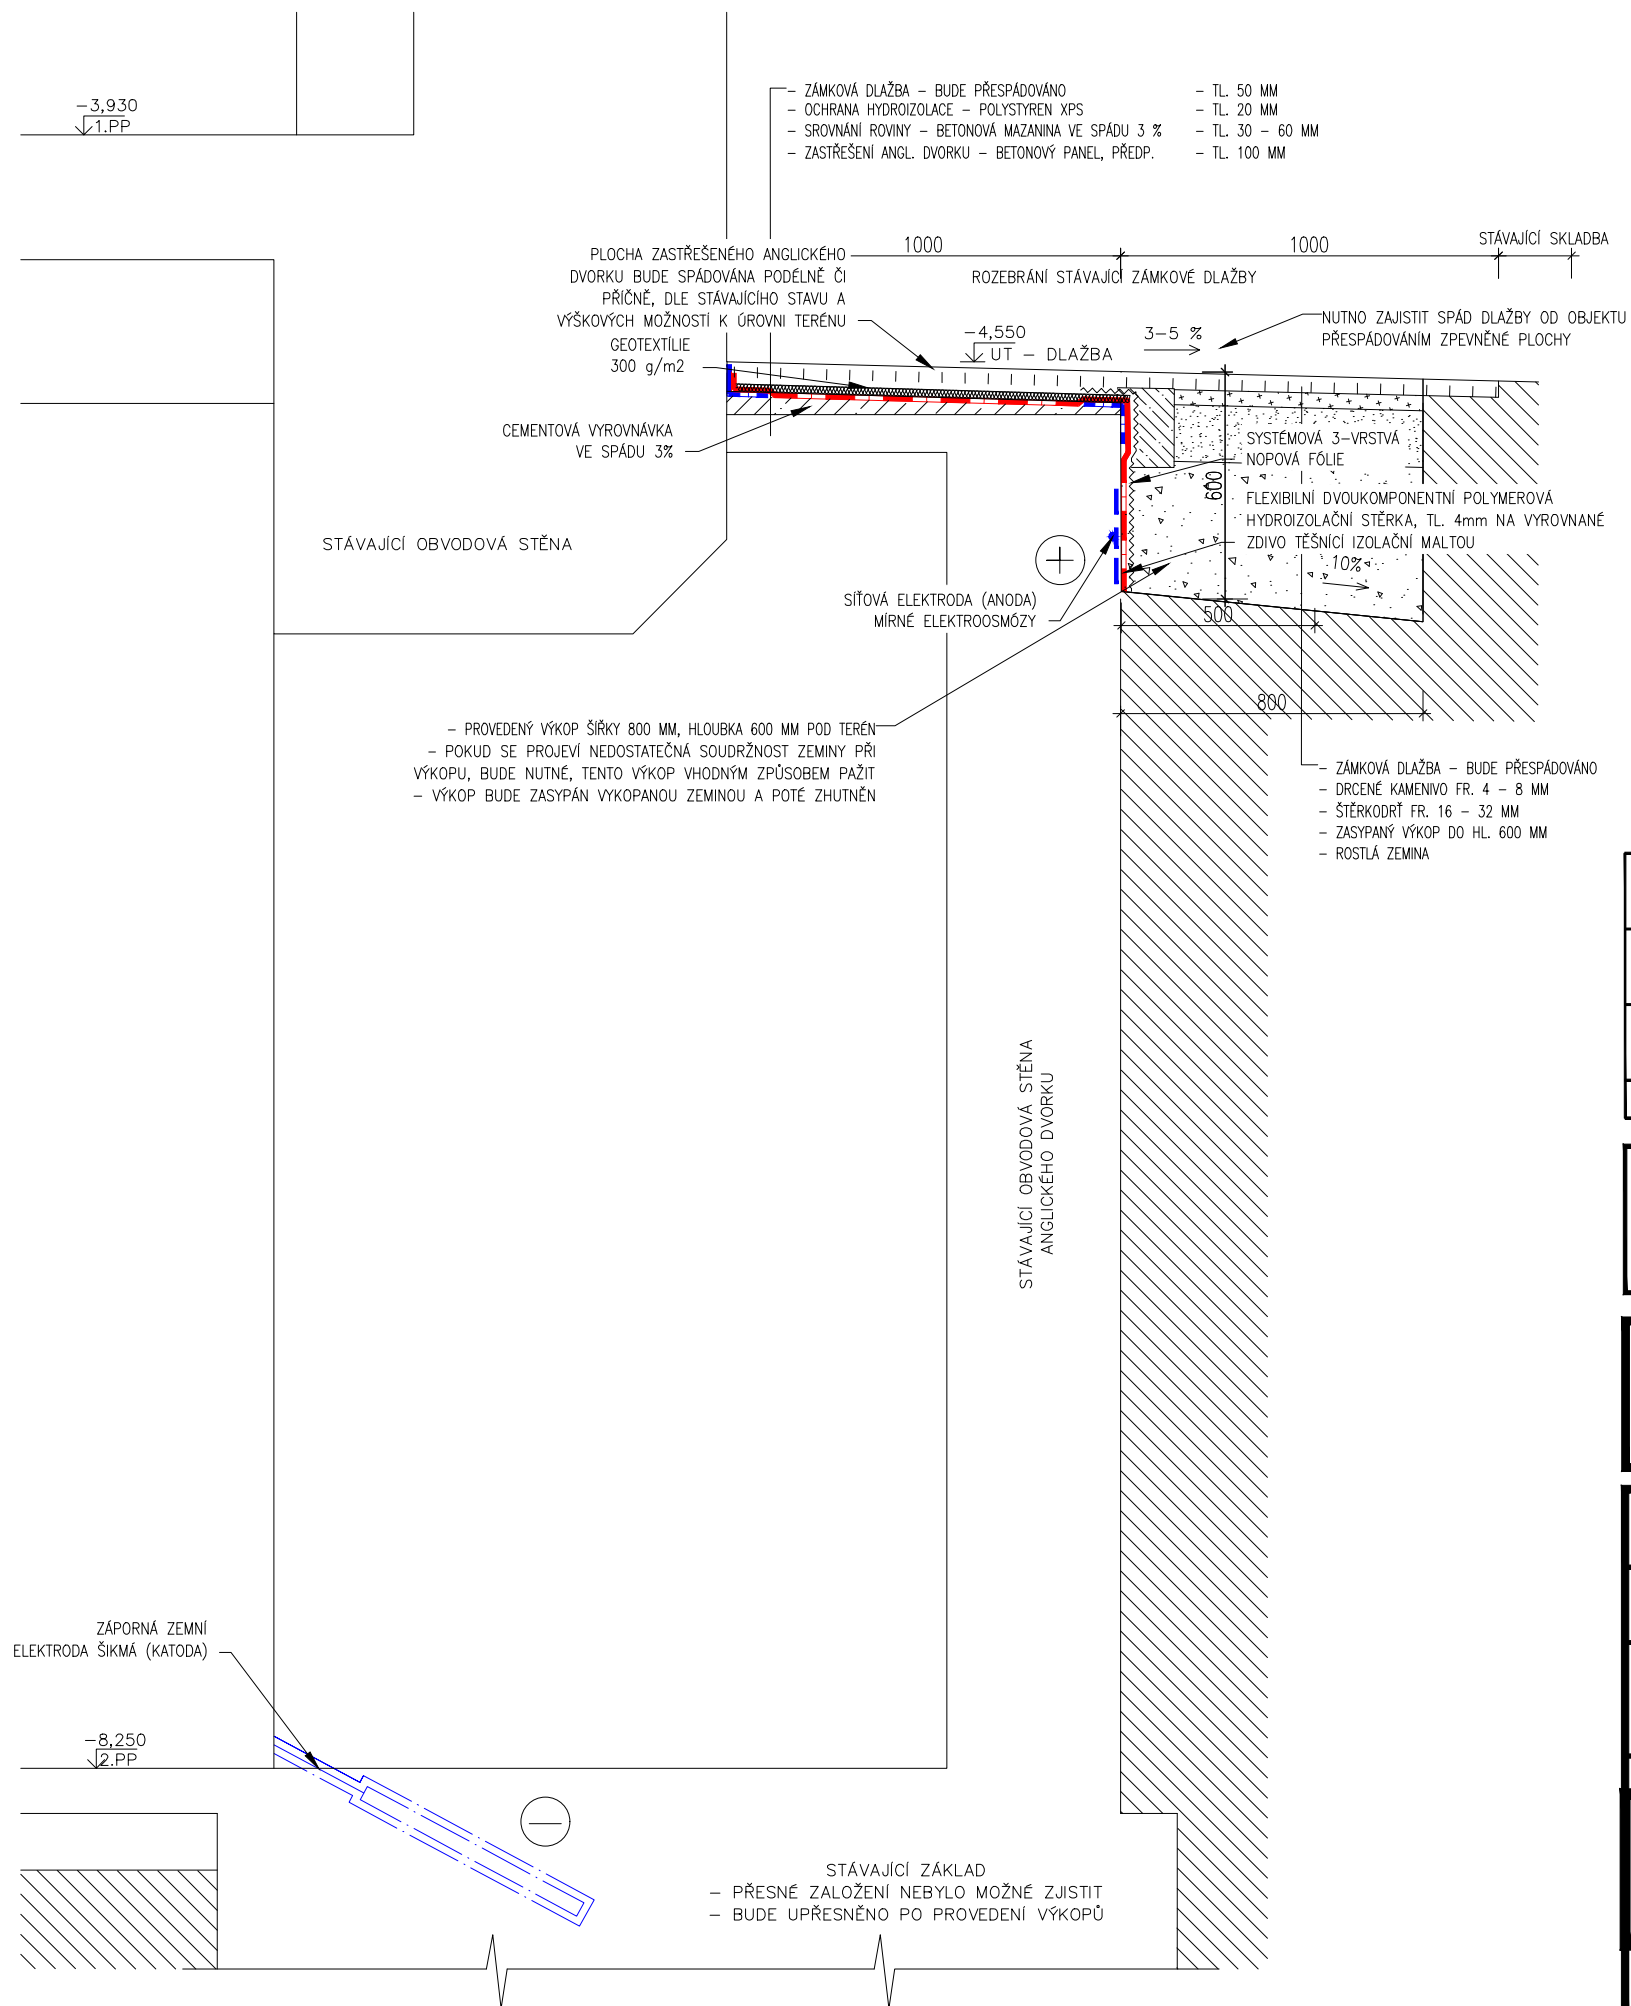 -3,930
1.PP
- ZÁMKOVÁ DLAŽBA - BUDE PŘESPÁDOVÁNO - TL. 50 MM
- OCHRANA HYDROIZOLACE - POLYSTYREN XPS - TL. 20 MM
- SROVNÁNÍ ROVINY - BETONOVÁ MAZANINA VE SPÁDU 3 % - TL. 30 - 60 MM
- ZASTŘEŠENÍ ANGL. DVORKU - BETONOVÝ PANEL, PŘEDP. - TL. 100 MM
1000
1000
STÁVAJÍCÍ SKLADBA
PLOCHA ZASTŘEŠENÉHO ANGLICKÉHO
DVORKU BUDE SPÁDOVÁNA PODÉLNĚ ČI
PŘÍČNĚ, DLE STÁVAJÍCÍHO STAVU A
VÝŠKOVÝCH MOŽNOSTÍ K ÚROVNI TERÉNU
ROZEBRÁNÍ STÁVAJÍCÍ ZÁMKOVÉ DLAŽBY
NUTNO ZAJISTIT SPÁD DLAŽBY OD OBJEKTU
PŘESPÁDOVÁNÍM ZPEVNĚNÉ PLOCHY
-4,550
UT - DLAŽBA
3-5 %
GEOTEXTÍLIE
300 g/m2
CEMENTOVÁ VYROVNÁVKA
VE SPÁDU 3%
SYSTÉMOVÁ 3-VRSTVÁ
NOPOVÁ FÓLIE
600
FLEXIBILNÍ DVOUKOMPONENTNÍ POLYMEROVÁ
HYDROIZOLAČNÍ STĚRKA, TL. 4mm NA VYROVNANÉ
ZDIVO TĚSNÍCÍ IZOLAČNÍ MALTOU
10%
STÁVAJÍCÍ OBVODOVÁ STĚNA
+
SÍŤOVÁ ELEKTRODA (ANODA)
MÍRNÉ ELEKTROOSMÓZY
500
800
- PROVEDENÝ VÝKOP ŠÍŘKY 800 MM, HLOUBKA 600 MM POD TERÉN
- POKUD SE PROJEVÍ NEDOSTATEČNÁ SOUDRŽNOST ZEMINY PŘI
VÝKOPU, BUDE NUTNÉ, TENTO VÝKOP VHODNÝM ZPŮSOBEM PAŽIT
- VÝKOP BUDE ZASYPÁN VYKOPANOU ZEMINOU A POTÉ ZHUTNĚN
- ZÁMKOVÁ DLAŽBA - BUDE PŘESPÁDOVÁNO
- DRCENÉ KAMENIVO FR. 4 - 8 MM
- ŠTĚRKODRŤ FR. 16 - 32 MM
- ZASYPANÝ VÝKOP DO HL. 600 MM
- ROSTLÁ ZEMINA
STÁVAJÍCÍ OBVODOVÁ STĚNA
ANGLICKÉHO DVORKU
ZÁPORNÁ ZEMNÍ
ELEKTRODA ŠIKMÁ (KATODA)
-8,250
2.PP
-
STÁVAJÍCÍ ZÁKLAD
- PŘESNÉ ZALOŽENÍ NEBYLO MOŽNÉ ZJISTIT
- BUDE UPŘESNĚNO PO PROVEDENÍ VÝKOPŮ